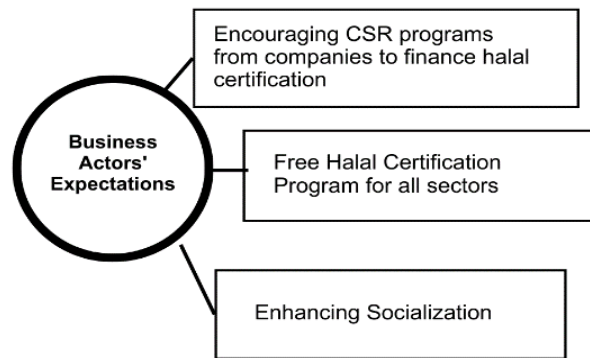 Encouraging CSR programs
from companies to finance halal
certification
Business
Actors'
Expectations
Free Halal Certification
Program for all sectors
Enhancing Socialization